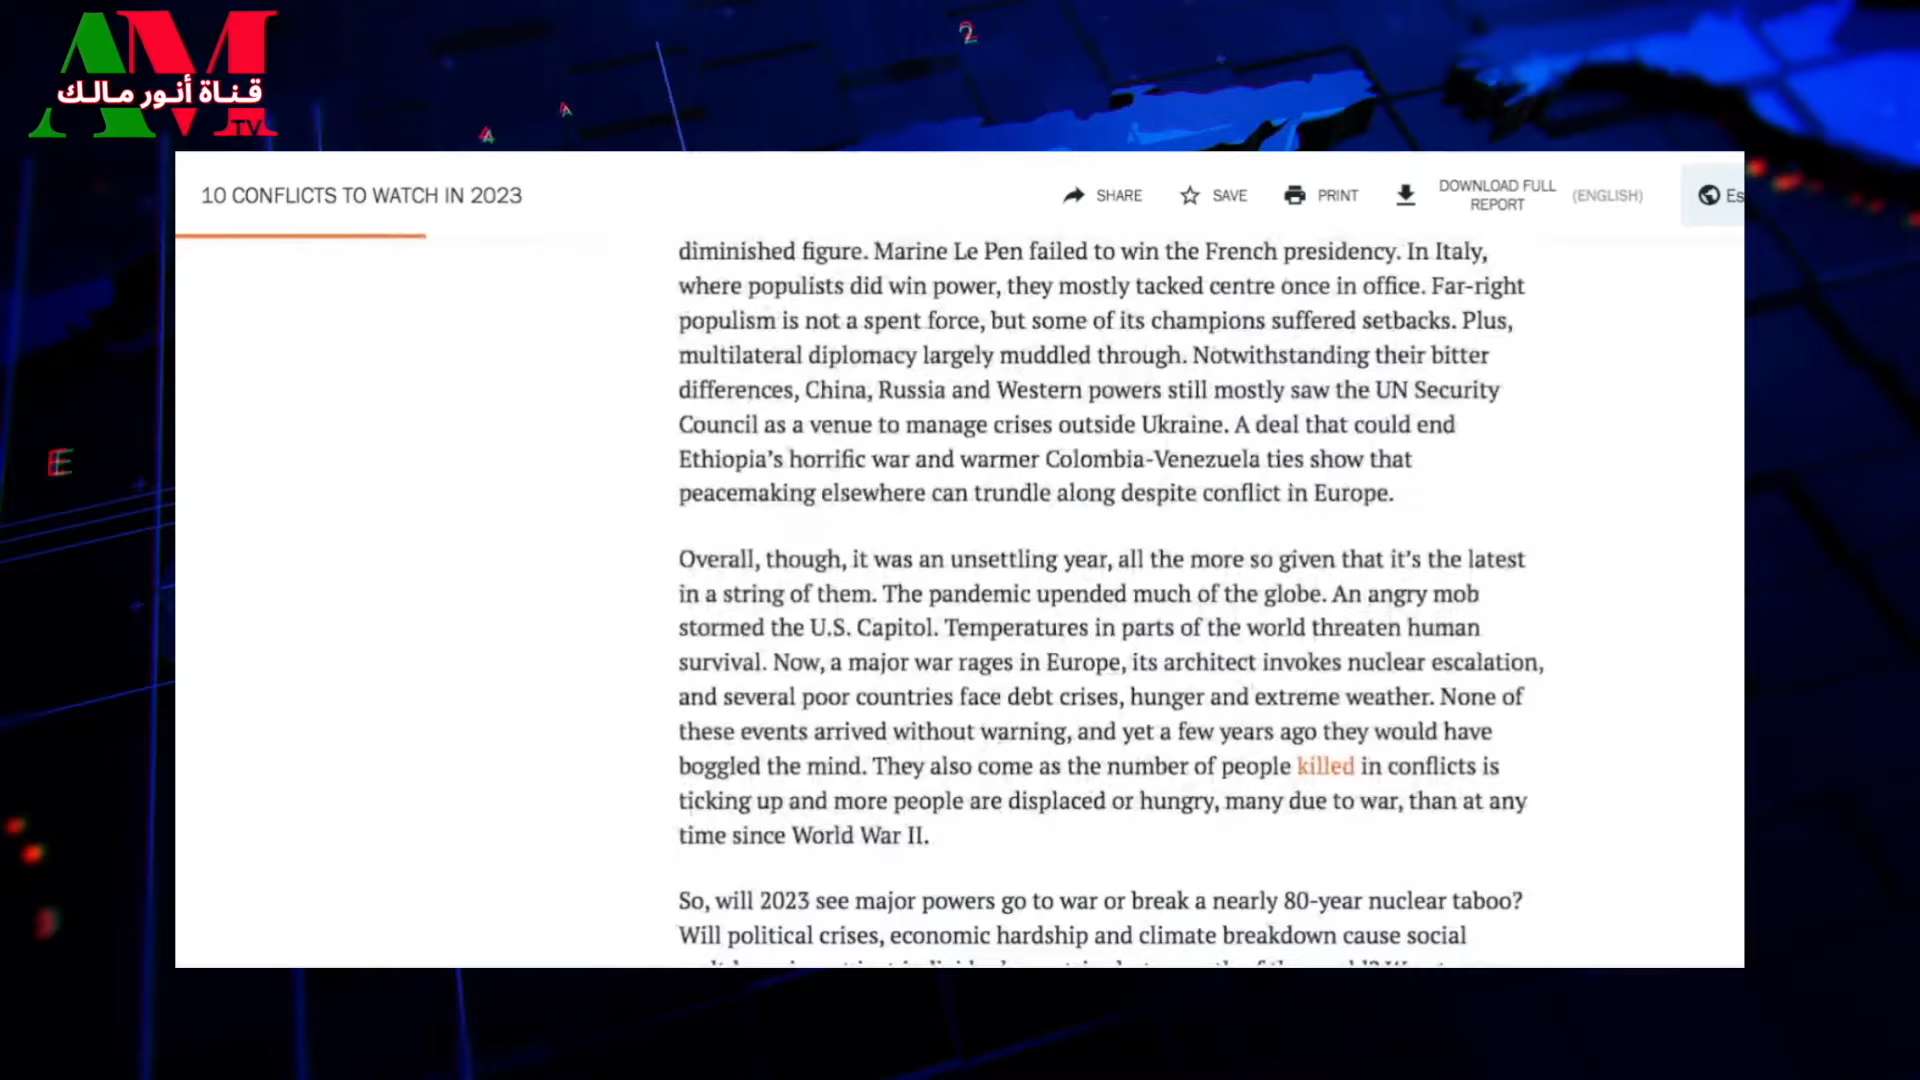 AM
قناة أنور مالك
TV
2
A
A
E
10 CONFLICTS TO WATCH IN 2023
SHARE
SAVE
PRINT
DOWNLOAD FULL
REPORT
(ENGLISH)
Es
diminished figure. Marine Le Pen failed to win the French presidency. In Italy,
where populists did win power, they mostly tacked centre once in office. Far-right
populism is not a spent force, but some of its champions suffered setbacks. Plus,
multilateral diplomacy largely muddled through. Notwithstanding their bitter
differences, China, Russia and Western powers still mostly saw the UN Security
Council as a venue to manage crises outside Ukraine. A deal that could end
Ethiopia’s horrific war and warmer Colombia-Venezuela ties show that
peacemaking elsewhere can trundle along despite conflict in Europe.
Overall, though, it was an unsettling year, all the more so given that it’s the latest
in a string of them. The pandemic upended much of the globe. An angry mob
stormed the U.S. Capitol. Temperatures in parts of the world threaten human
survival. Now, a major war rages in Europe, its architect invokes nuclear escalation,
and several poor countries face debt crises, hunger and extreme weather. None of
these events arrived without warning, and yet a few years ago they would have
boggled the mind. They also come as the number of people killed in conflicts is
ticking up and more people are displaced or hungry, many due to war, than at any
time since World War II.
So, will 2023 see major powers go to war or break a nearly 80-year nuclear taboo?
Will political crises, economic hardship and climate breakdown cause social